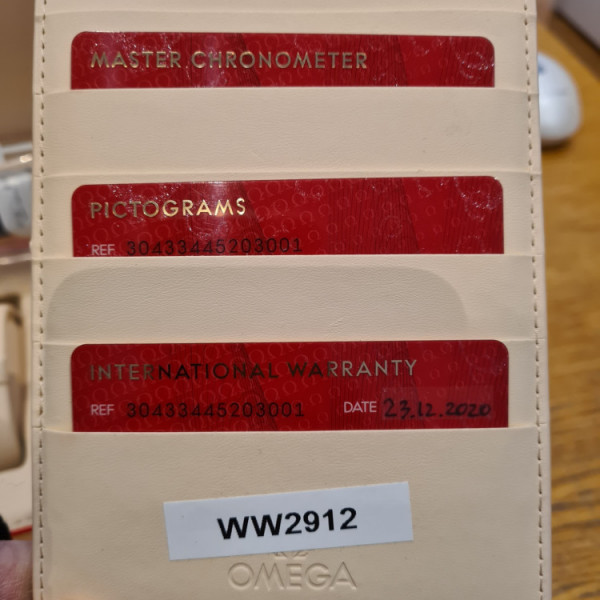 MASTER CHRONOMETER
PICTOGRAMS
REF 30433445203001
INTERNATIONAL WARRANTY
REF 30433445203001 DATE 23.12.2020
WW2912
OMEGA